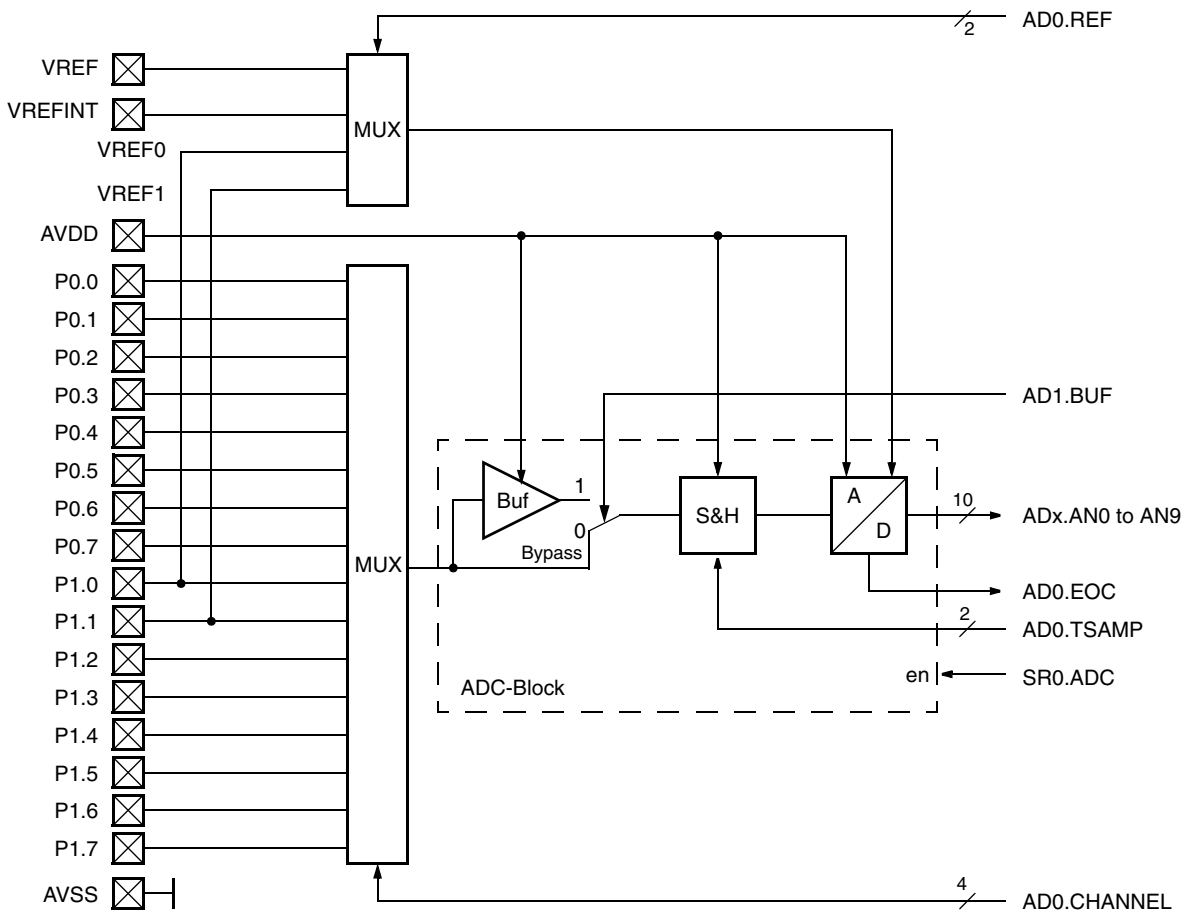 AD0.REF
2
VREF
VREFINT
MUX
VREF0
VREF1
AVDD
P0.0
P0.1
P0.2
P0.3
AD1.BUF
P0.4
P0.5
1
Buf
P0.6
S&H
A
D
10
ADx.AN0 to AN9
0
P0.7
Bypass
MUX
P1.0
AD0.EOC
P1.1
2
AD0.TSAMP
P1.2
en
SR0.ADC
ADC-Block
P1.3
P1.4
P1.5
P1.6
P1.7
AVSS
4
AD0.CHANNEL